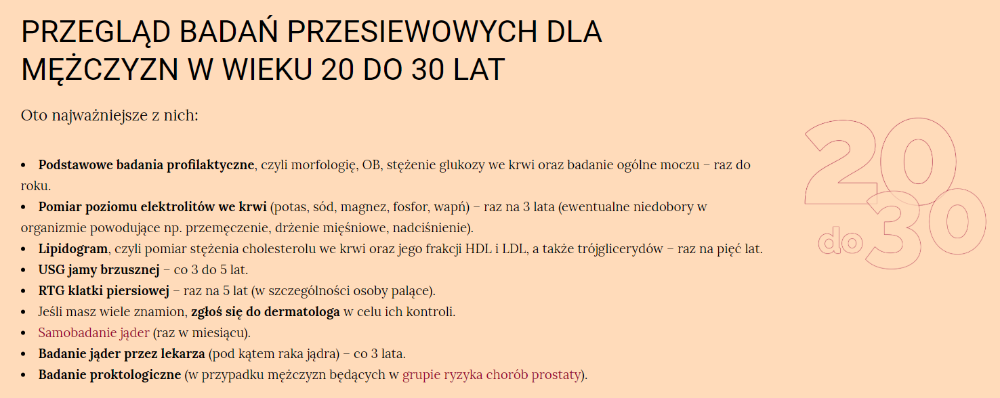 PRZEGLĄD BADAŃ PRZESIEWOWYCH DLA
MĘŻCZYZN W WIEKU 20 DO 30 LAT
Oto najważniejsze z nich:
• Podstawowe badania profilaktyczne, czyli morfologię, OB, stężenie glukozy we krwi oraz badanie ogólne moczu – raz do
roku.
• Pomiar poziomu elektrolitów we krwi (potas, sód, magnez, fosfor, wapń) – raz na 3 lata (ewentualne niedobory w
organizmie powodujące np. przemęczenie, drżenie mięśniowe, nadciśnienie).
• Lipidogram, czyli pomiar stężenia cholesterolu we krwi oraz jego frakcji HDL i LDL, a także trójglicerydów – raz na pięć lat.
• USG jamy brzusznej – co 3 do 5 lat.
• RTG klatki piersiowej – raz na 5 lat (w szczególności osoby palące).
• Jeśli masz wiele znamion, zgłoś się do dermatologa w celu ich kontroli.
• Samobadanie jąder (raz w miesiącu).
• Badanie jąder przez lekarza (pod kątem raka jądra) – co 3 lata.
• Badanie proktologiczne (w przypadku mężczyzn będących w grupie ryzyka chorób prostaty).
20
do 30